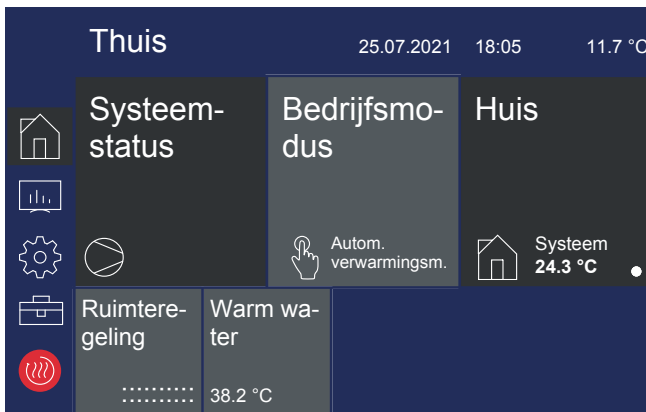 Thuis
25.07.2021 18:05 11.7 °C
Systeem-
status
Bedrijfsmo-
dus
Autom.
verwarmingsm.
Huis
Systeem
24.3 °C
Ruimtere-
geling
Warm wa-
ter
38.2 °C